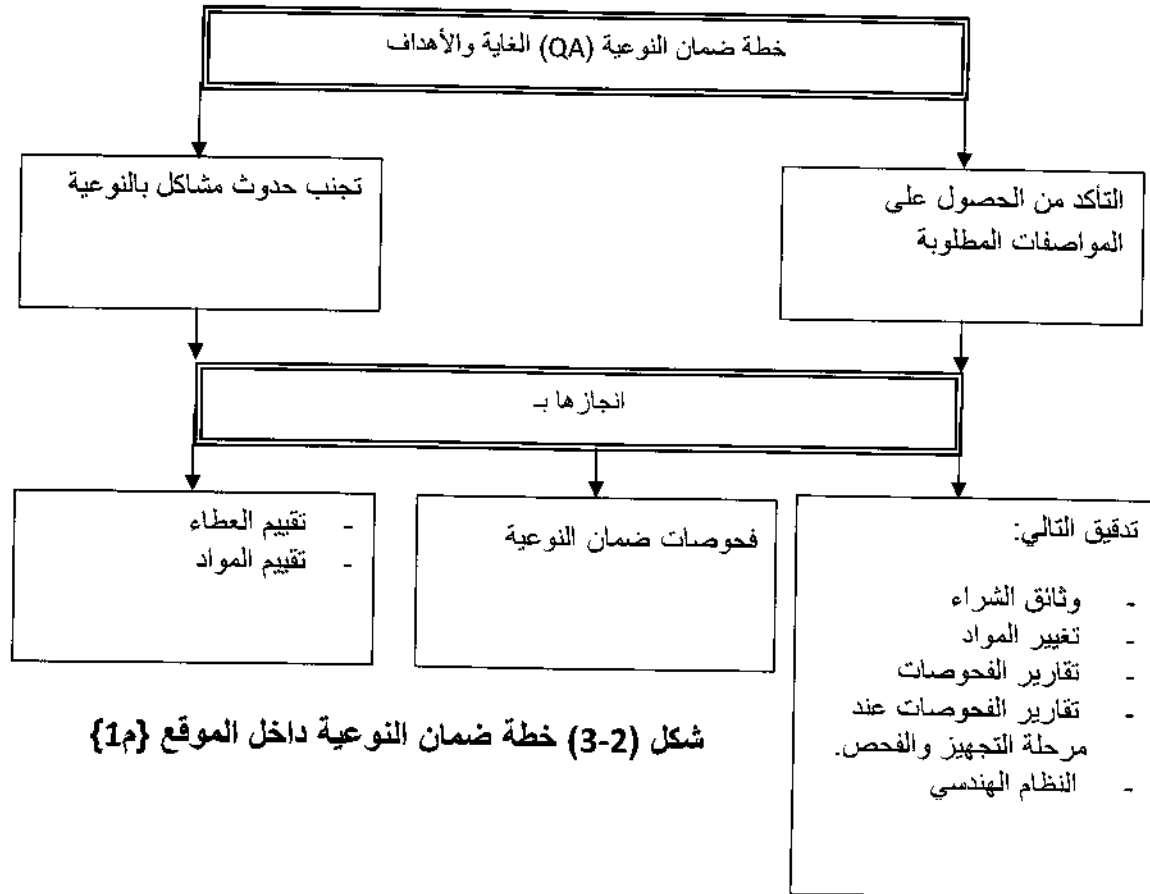 خطة ضمان النوعية (QA) الغاية والأهداف
التأكد من الحصول على
المواصفات المطلوبة
تجنب حدوث مشاكل بالنوعية
انجازها بـ
تدقيق التالي:
- وثائق الشراء
- تغيير المواد
- تقارير الفحوصات
- تقارير الفحوصات عند
مرحلة التجهيز والفحص.
- النظام الهندسي
فحوصات ضمان النوعية
- تقييم العطاء
- تقييم المواد
شكل (2-3) خطة ضمان النوعية داخل الموقع {م1}